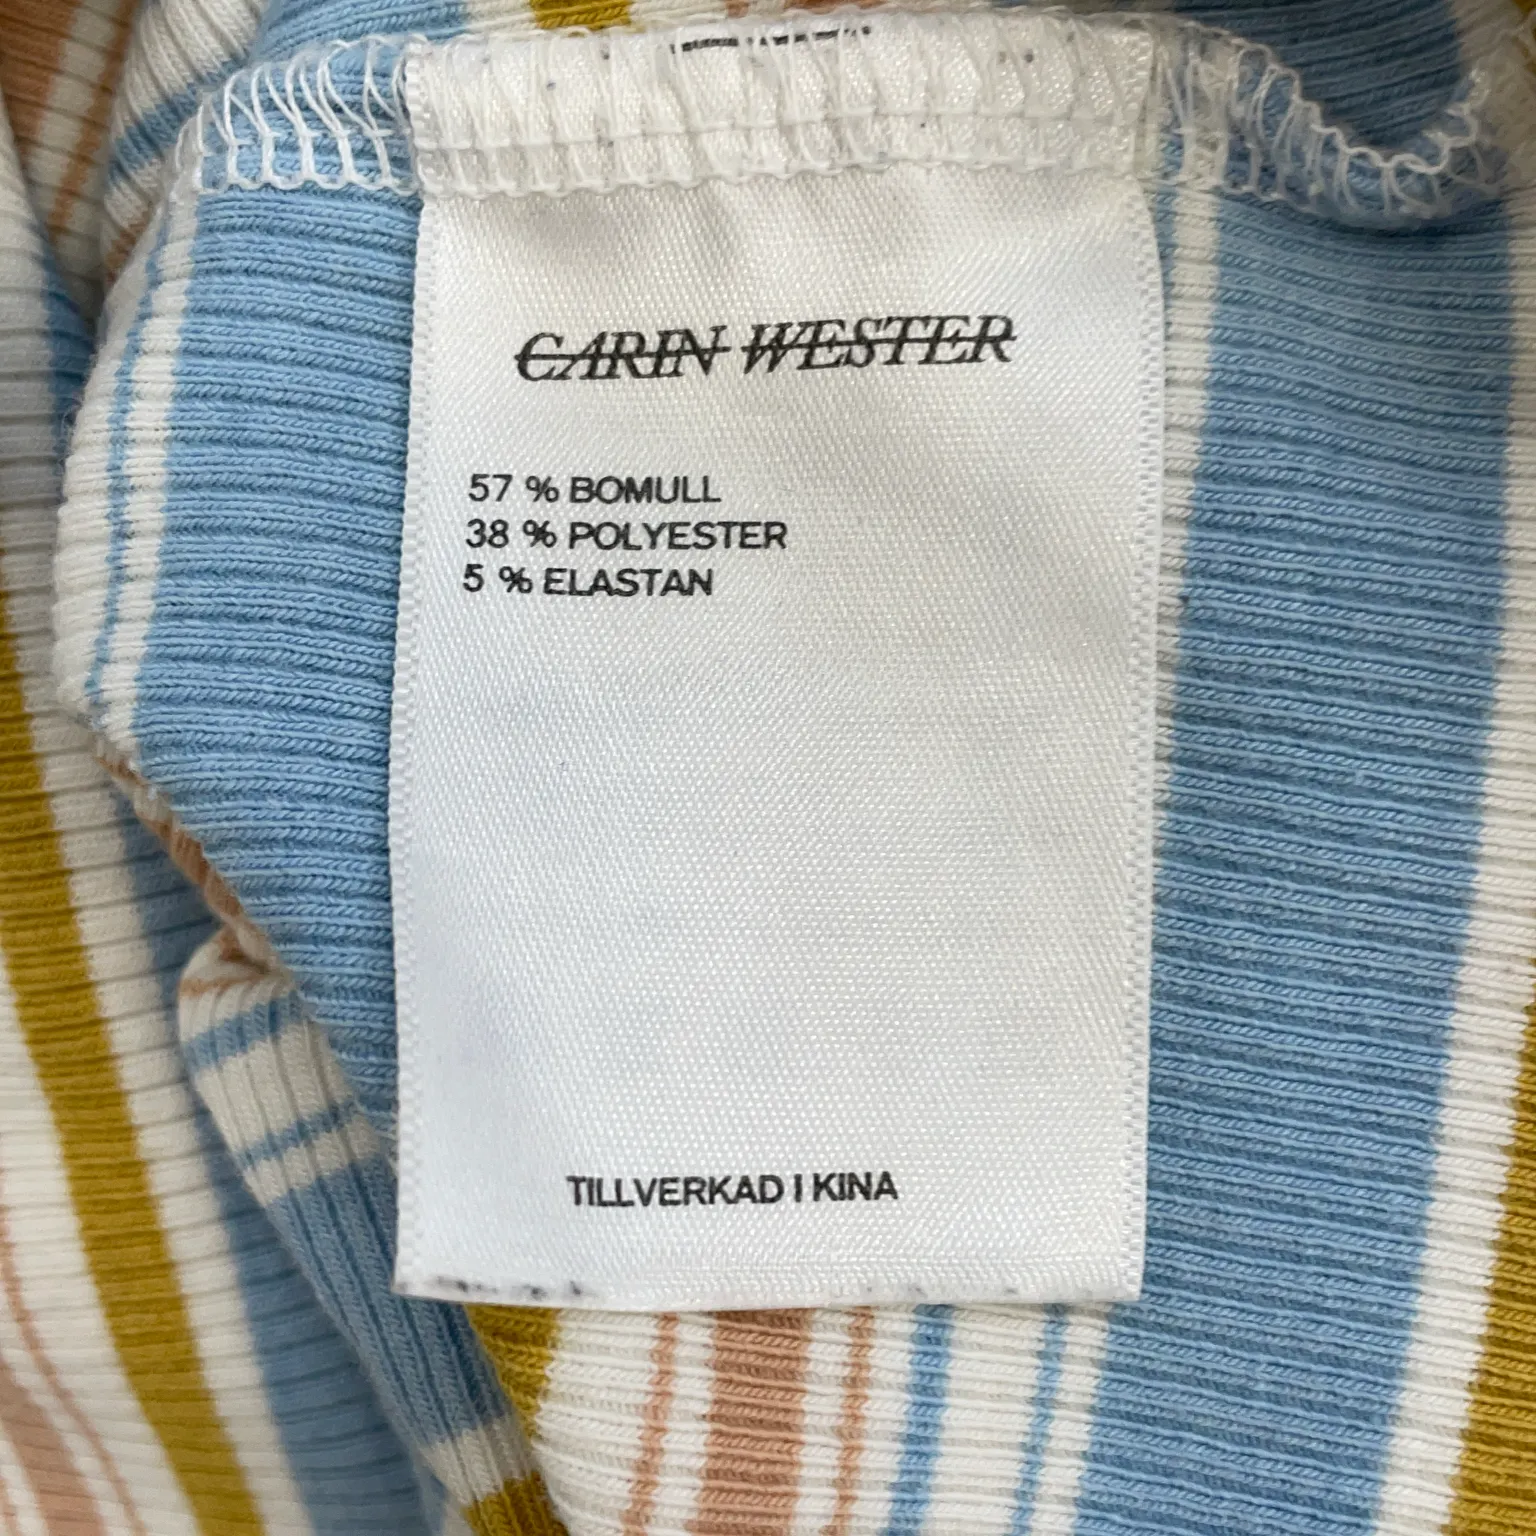 CARIN WESTER
57 % BOMULL
38 % POLYESTER
5 % ELASTAN
TILLVERKAD I KINA